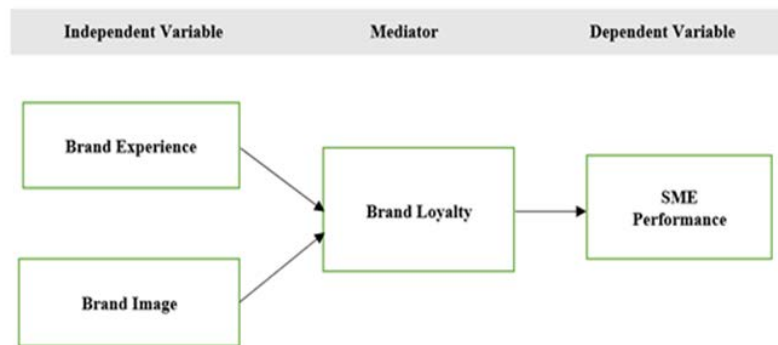 Independent Variable
Mediator
Dependent Variable
Brand Experience
Brand Loyalty
SME
Performance
Brand Image